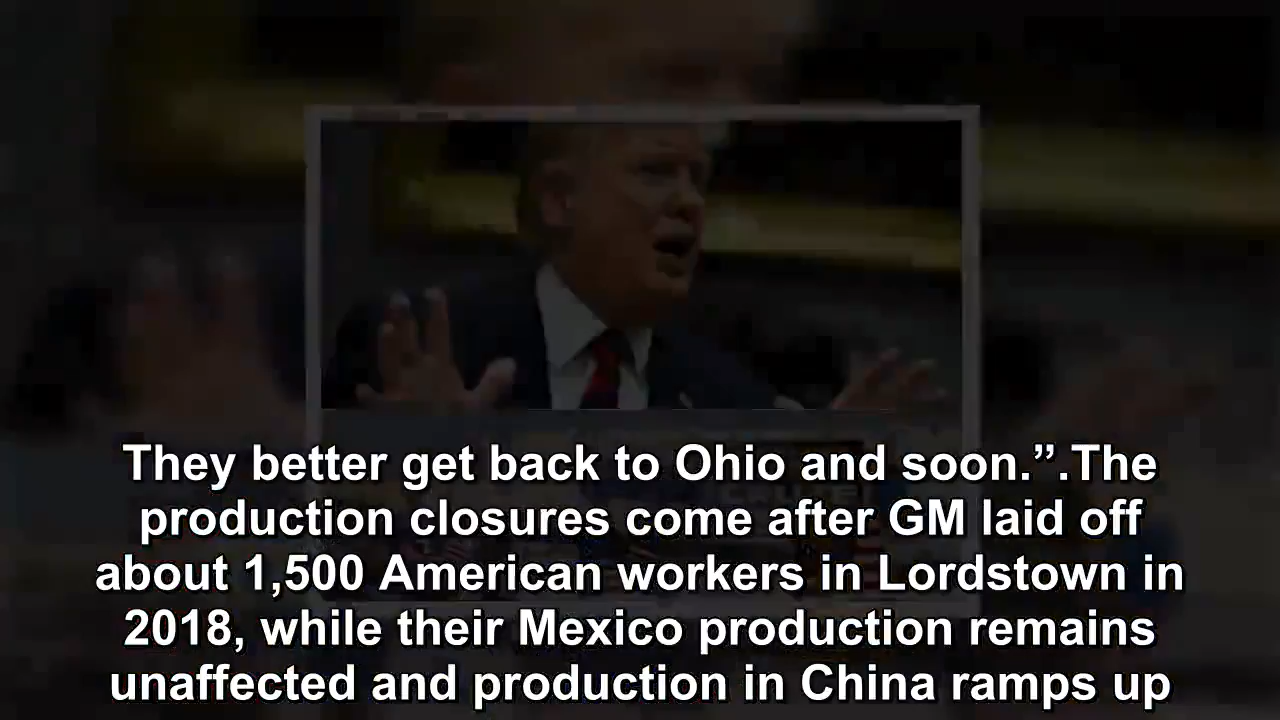 They better get back to Ohio and soon.”.The
production closures come after GM laid off
about 1,500 American workers in Lordstown in
2018, while their Mexico production remains
unaffected and production in China ramps up